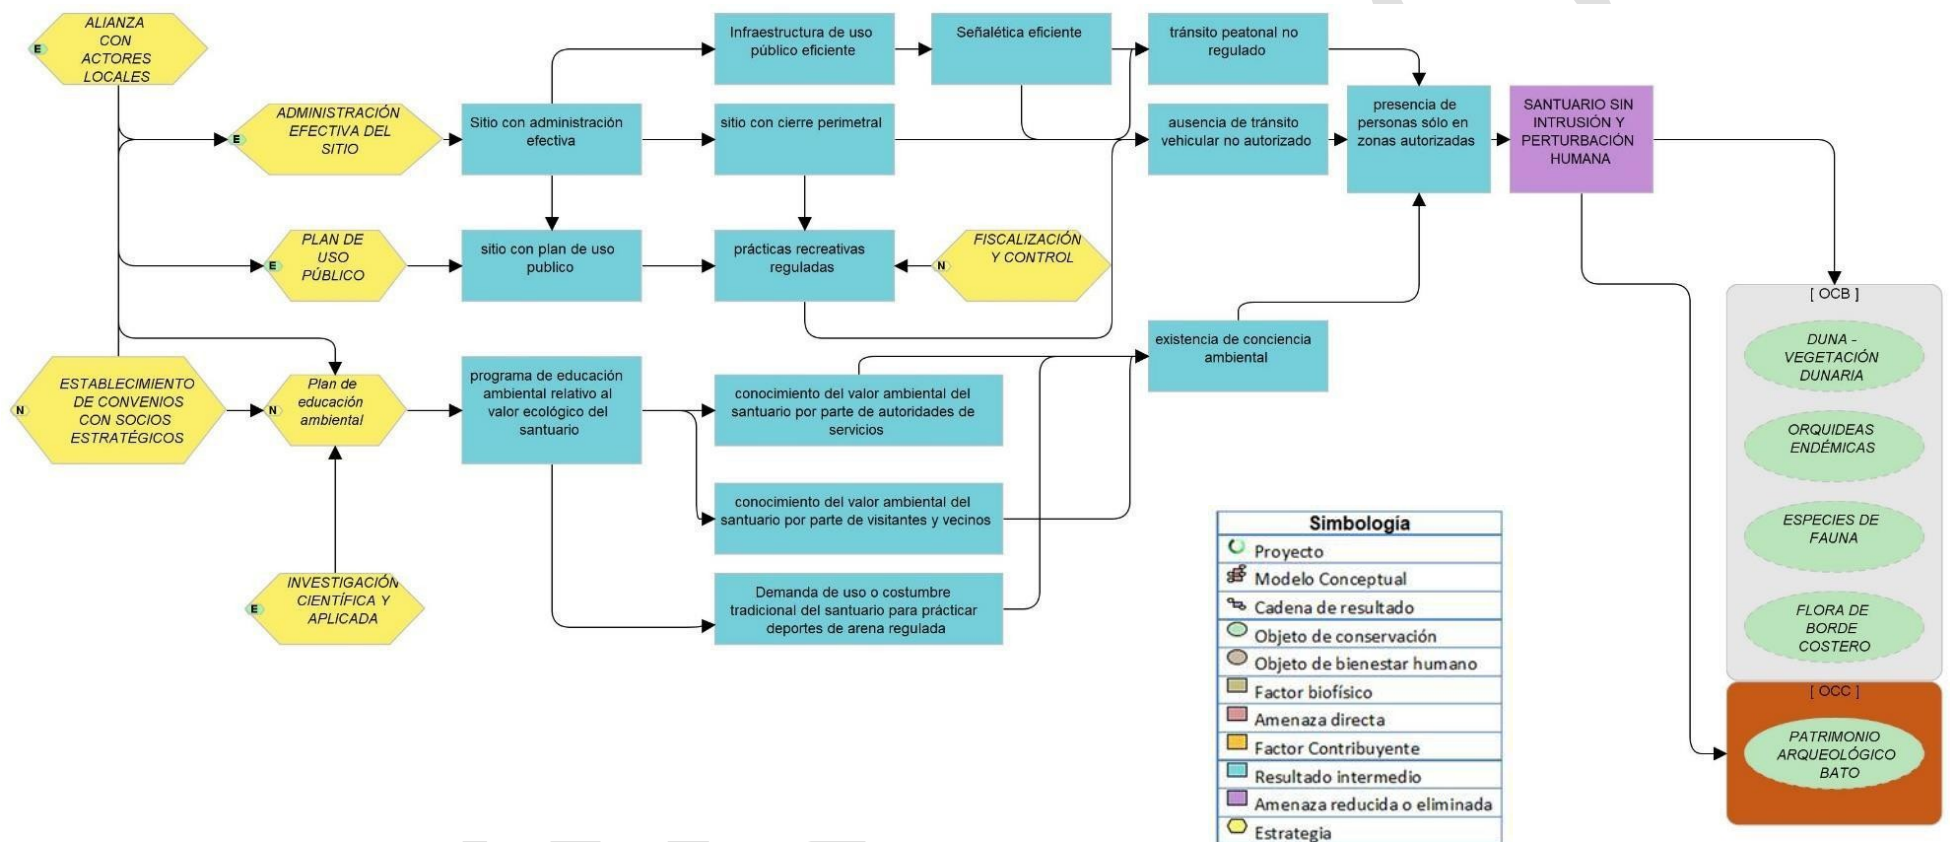 ALIANZA
CON
ACTORES
LOCALES
E
ADMINISTRACIÓN
EFECTIVA DEL
SITIO
E
PLAN DE
USO
PÚBLICO
E
ESTABLECIMIENTO
DE CONVENIOS
CON SOCIOS
ESTRATÉGICOS
N
Plan de
educación
ambiental
N
INVESTIGACIÓN
CIENTÍFICA Y
APLICADA
E
Sitio con administración
efectiva
sitio con plan de uso
publico
programa de educación
ambiental relativo al
valor ecológico del
santuario
Infraestructura de uso
público eficiente
sitio con cierre perimetral
prácticas recreativas
reguladas
FISCALIZACIÓN
Y CONTROL
N
conocimiento del valor ambiental del
santuario por parte de autoridades de
servicios
conocimiento del valor ambiental del
santuario por parte de visitantes y vecinos
Demanda de uso o costumbre
tradicional del santuario para prácticar
deportes de arena regulada
Señalética eficiente
tránsito peatonal no
regulado
ausencia de tránsito
vehicular no autorizado
existencia de conciencia
ambiental
presencia de
personas sólo en
zonas autorizadas
SANTUARIO SIN
INTRUSIÓN Y
PERTURBACIÓN
HUMANA
[ OCB ]
DUNA -
VEGETACIÓN
DUNARIA
ORQUIDEAS
ENDÉMICAS
ESPECIES DE
FAUNA
FLORA DE
BORDE
COSTERO
[ OCC ]
PATRIMONIO
ARQUEOLÓGICO
BATO
Simbología
Proyecto
Modelo Conceptual
Cadena de resultado
Objeto de conservación
Objeto de bienestar humano
Factor biofísico
Amenaza directa
Factor Contribuyente
Resultado intermedio
Amenaza reducida o eliminada
Estrategia